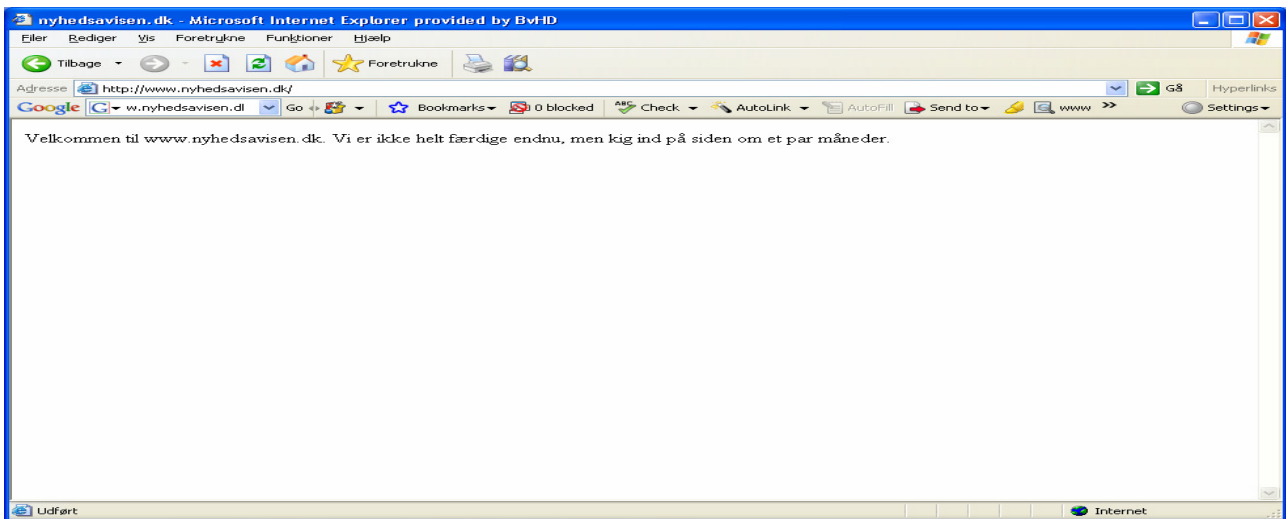 nyhedsavisen.dk - Microsoft Internet Explorer provided by BvHD
Filer Rediger Vis Foretrukne Funktioner Hjælp
Tilbage Foretrukne
Adresse http://www.nyhedsavisen.dk/ Gå Hyperlinks
Google G w.nyhedsavisen.dl Go Bookmarks 0 blocked ABC Check AutoLink AutoFill Send to www >> Settings
Velkommen til www.nyhedsavisen.dk. Vi er ikke helt færdige endnu, men kig ind på siden om et par måneder.
Udført Internet